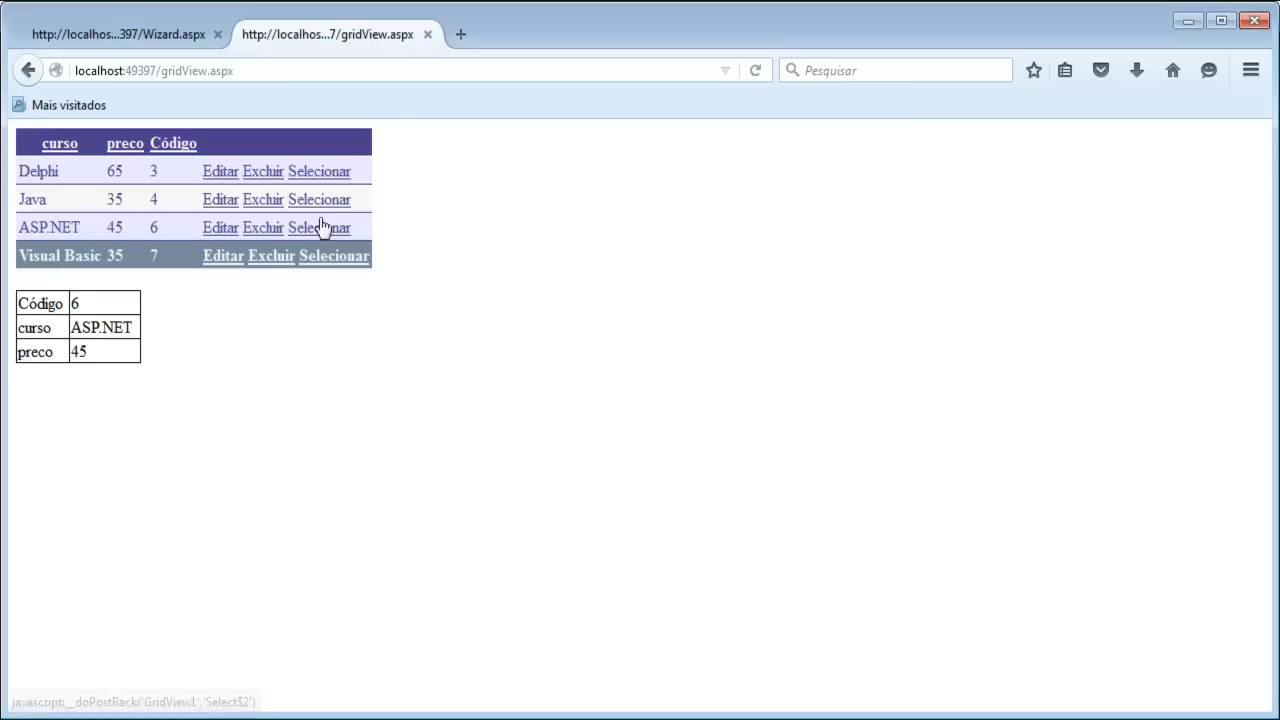 http://localhos...397/Wizard.aspx http://localhos...7/gridView.aspx
localhost:49397/gridView.aspx Pesquisar
Mais visitados
curso preco Código
Delphi 65 3 Editar Excluir Selecionar
Java 35 4 Editar Excluir Selecionar
ASP.NET 45 6 Editar Excluir Selecionar
Visual Basic 35 7 Editar Excluir Selecionar
Código 6
curso ASP.NET
preco 45
javascript:__doPostBack('GridView1','Select$2')